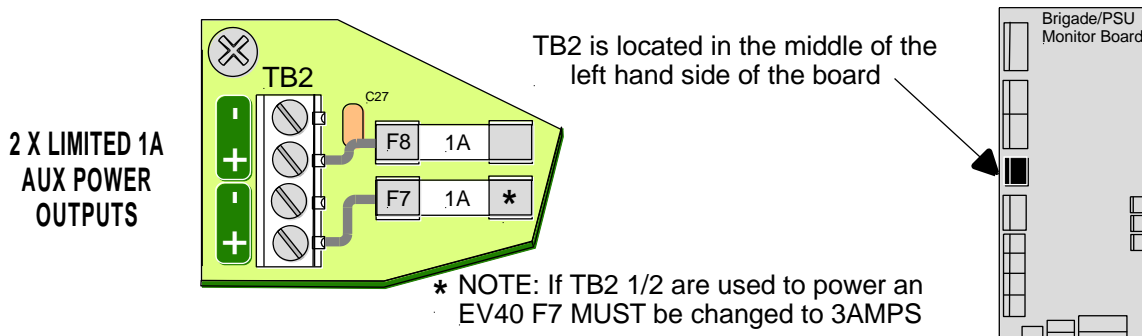 2 X LIMITED 1A
AUX POWER
OUTPUTS
TB2
-
+
-
+
C27
F8 1A
F7 1A *
TB2 is located in the middle of the
left hand side of the board
Brigade/PSU
Monitor Board
* NOTE: If TB2 1/2 are used to power an
EV40 F7 MUST be changed to 3AMPS